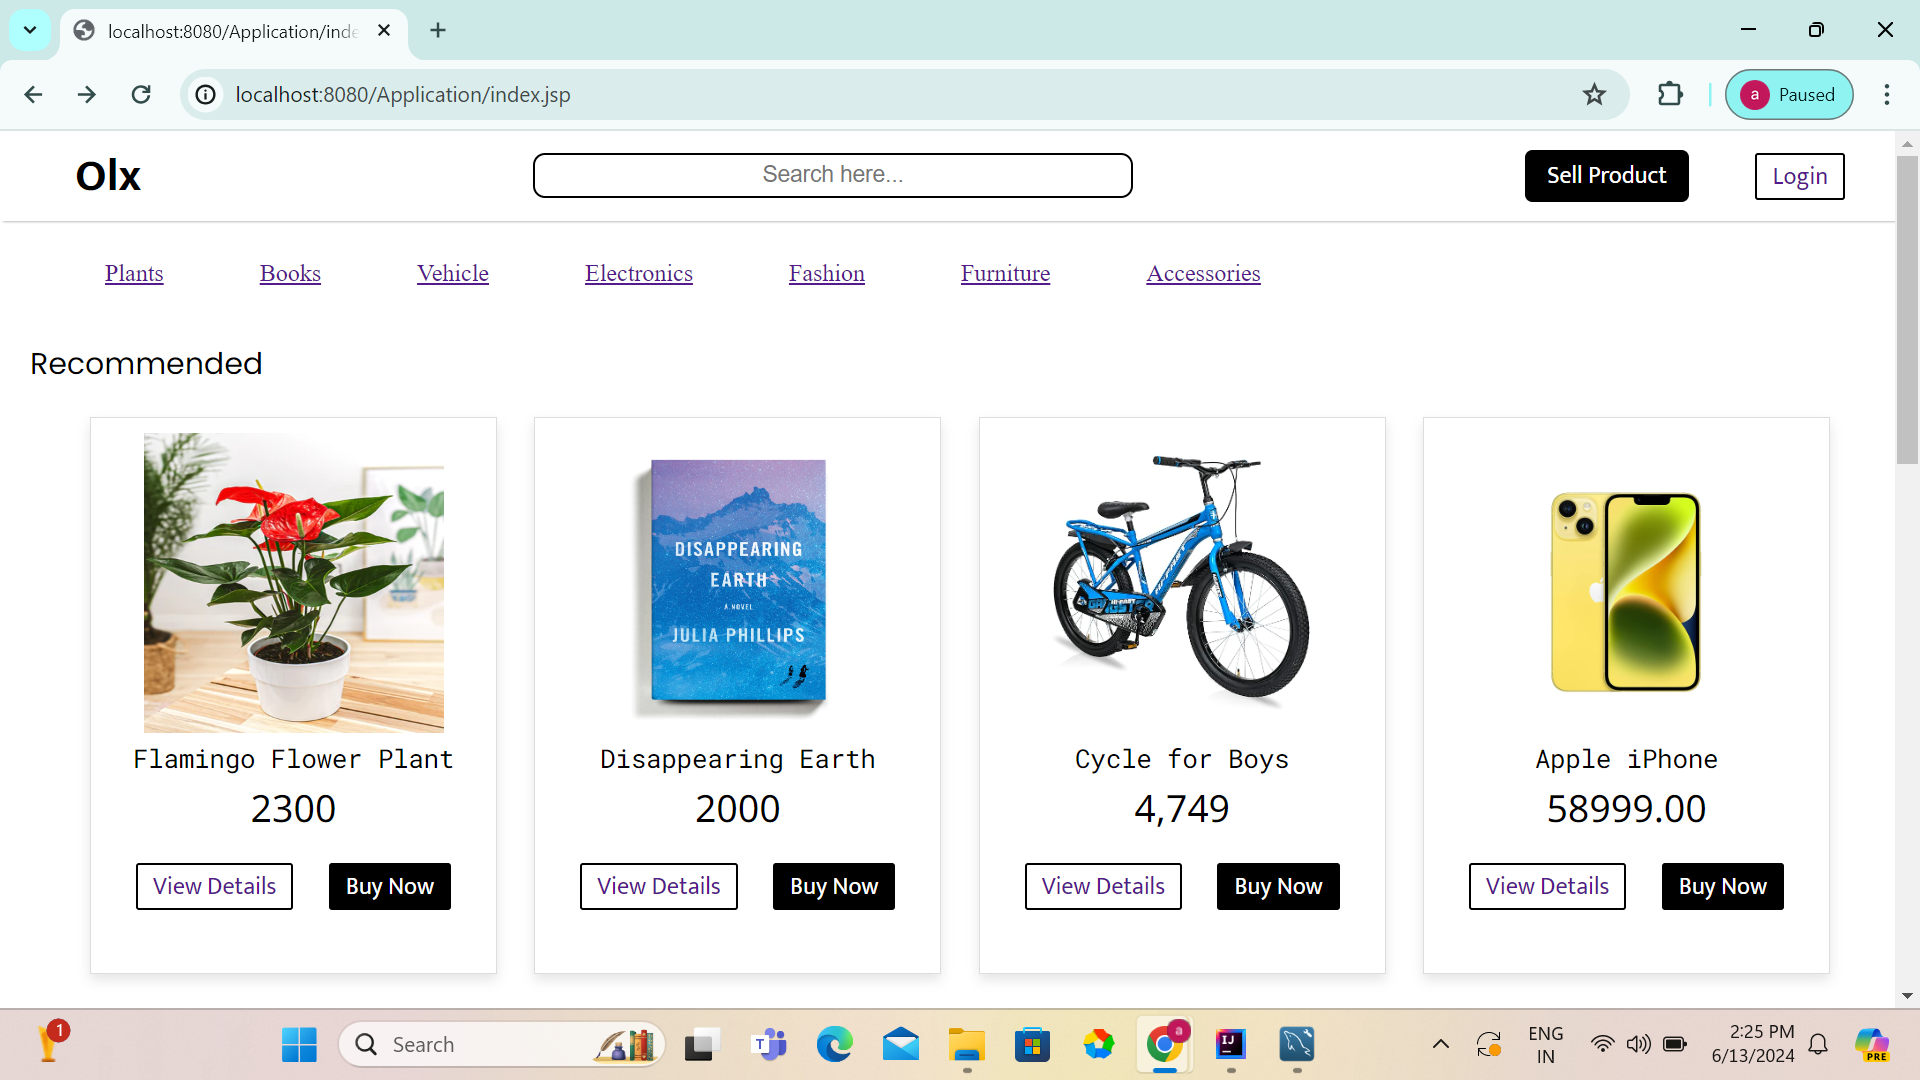 localhost:8080/Application/inde
localhost:8080/Application/index.jsp
a Paused
Olx
Search here...
Sell Product
Login
Plants Books Vehicle Electronics Fashion Furniture Accessories
Recommended
DISAPPEARING
EARTH
A NOVEL
JULIA PHILLIPS
Flamingo Flower Plant
2300
View Details Buy Now
Disappearing Earth
2000
View Details Buy Now
Cycle for Boys
4,749
View Details Buy Now
Apple iPhone
58999.00
View Details Buy Now
1
Search
T
a
IJ
ENG
IN
2:25 PM
6/13/2024
PRE